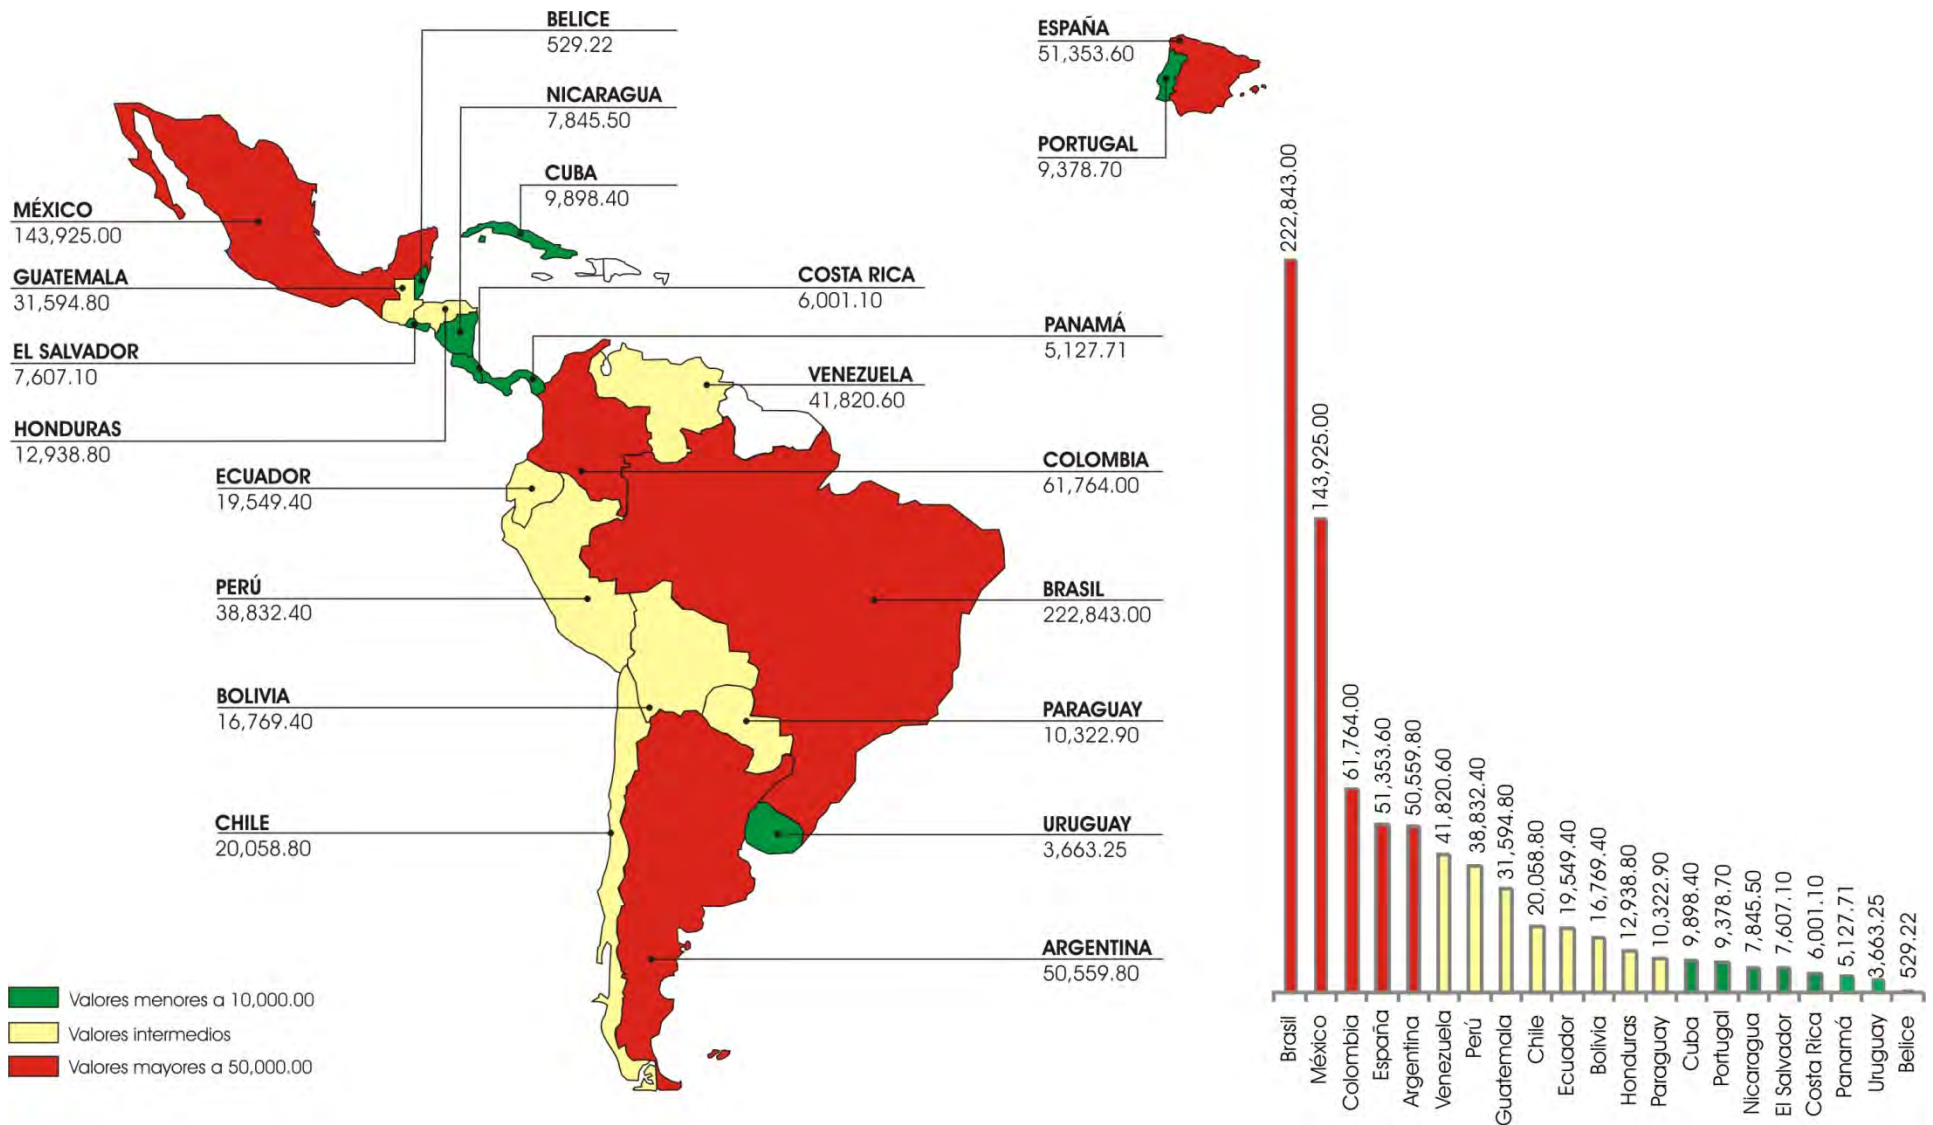 BELICE
529.22
NICARAGUA
7,845.50
CUBA
9,898.40
MÉXICO
143,925.00
GUATEMALA
31,594.80
EL SALVADOR
7,607.10
HONDURAS
12,938.80
COSTA RICA
6,001.10
PANAMÁ
5,127.71
VENEZUELA
41,820.60
COLOMBIA
61,764.00
ECUADOR
19,549.40
PERÚ
38,832.40
BRASIL
222,843.00
BOLIVIA
16,769.40
PARAGUAY
10,322.90
CHILE
20,058.80
URUGUAY
3,663.25
ARGENTINA
50,559.80
ESPAÑA
51,353.60
PORTUGAL
9,378.70
Valores menores a 10,000.00
Valores intermedios
Valores mayores a 50,000.00
222,843.00
143,925.00
61,764.00
51,353.60
50,559.80
41,820.60
38,832.40
31,594.80
20,058.80
19,549.40
16,769.40
12,938.80
10,322.90
9,898.40
9,378.70
7,845.50
7,607.10
6,001.10
5,127.71
3,663.25
529.22
Brasil
México
Colombia
España
Argentina
Venezuela
Perú
Guatemala
Chile
Ecuador
Bolivia
Honduras
Paraguay
Cuba
Portugal
Nicaragua
El Salvador
Costa Rica
Panamá
Uruguay
Belice